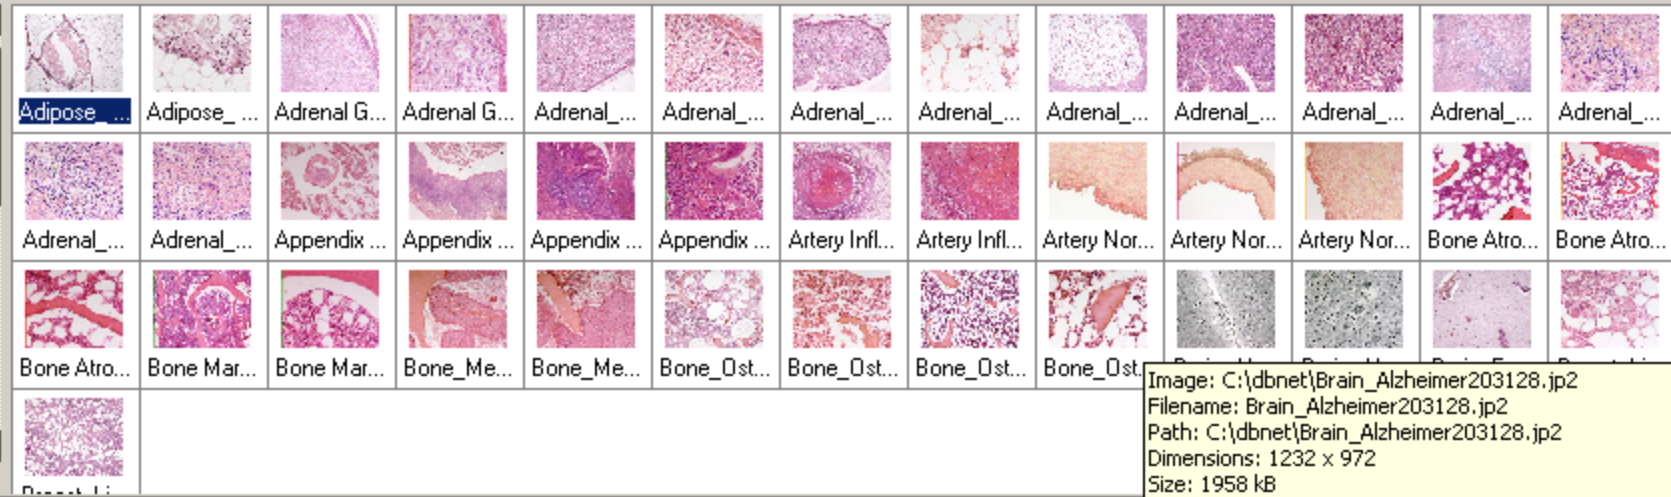 Adipose_ ... Adipose_ ... Adrenal G... Adrenal G... Adrenal_... Adrenal_... Adrenal_... Adrenal_... Adrenal_... Adrenal_... Adrenal_... Adrenal_... Adrenal_...
Adrenal_... Adrenal_... Appendix ... Appendix ... Appendix ... Appendix ... Artery Infl... Artery Infl... Artery Nor... Artery Nor... Artery Nor... Bone Atro... Bone Atro...
Bone Atro... Bone Mar... Bone Mar... Bone_Me... Bone_Me... Bone_Ost... Bone_Ost... Bone_Ost... Bone_Ost...
Image: C:\dbnet\Brain_Alzheimer203128.jp2
Filename: Brain_Alzheimer203128.jp2
Path: C:\dbnet\Brain_Alzheimer203128.jp2
Dimensions: 1232 x 972
Size: 1958 kB